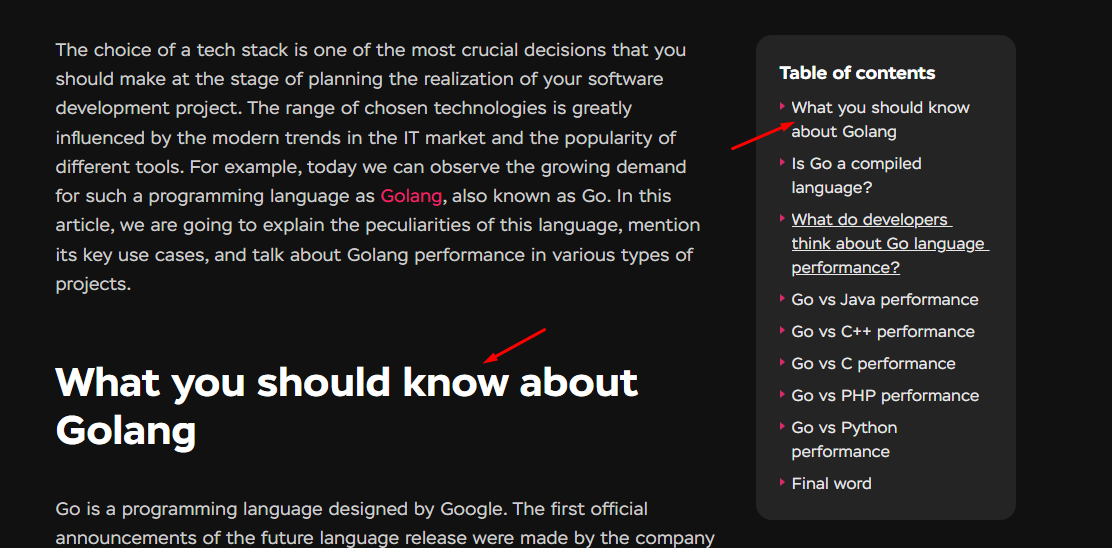 The choice of a tech stack is one of the most crucial decisions that you
should make at the stage of planning the realization of your software
development project. The range of chosen technologies is greatly
influenced by the modern trends in the IT market and the popularity of
different tools. For example, today we can observe the growing demand
for such a programming language as Golang, also known as Go. In this
article, we are going to explain the peculiarities of this language, mention
its key use cases, and talk about Golang performance in various types of
projects.
What you should know about
Golang
Go is a programming language designed by Google. The first official
announcements of the future language release were made by the company
Table of contents
What you should know
about Golang
Is Go a compiled
language?
What do developers
think about Go language
performance?
Go vs Java performance
Go vs C++ performance
Go vs C performance
Go vs PHP performance
Go vs Python
performance
Final word